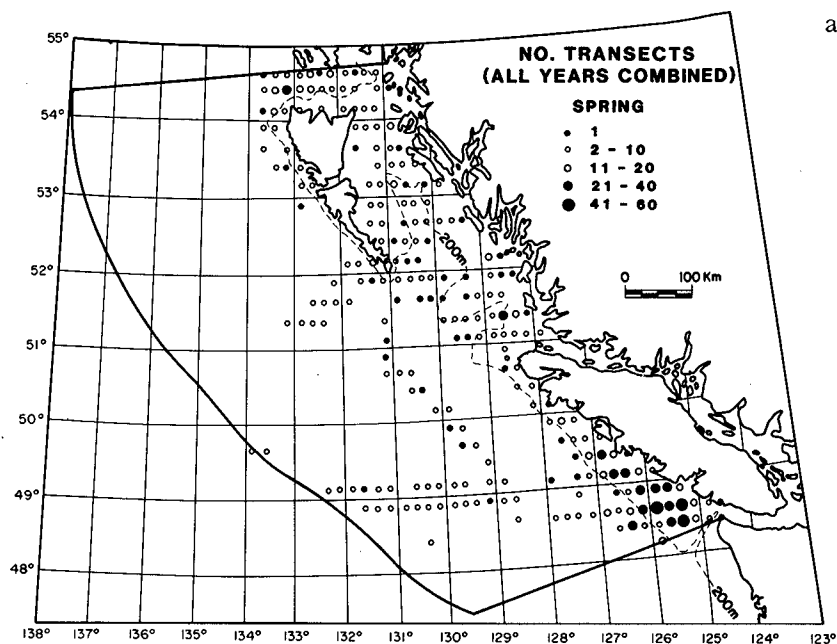 a
NO. TRANSECTS
(ALL YEARS COMBINED)
SPRING
1
2 - 10
11 - 20
21 - 40
41 - 60
0 100 Km
55°
54°
53°
52°
51°
50°
49°
48°
200m
200m
138° 137° 136° 135° 134° 133° 132° 131° 130° 129° 128° 127° 126° 125° 124° 123°